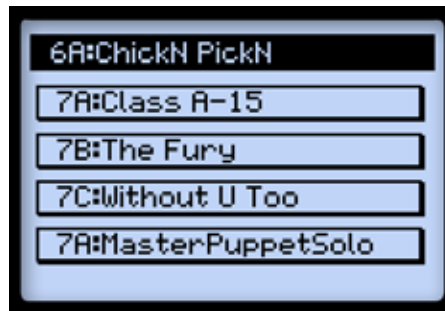 6A:ChickN PickN
7A:Class A-15
7B:The Fury
7C:Without U Too
7A:MasterPuppetSolo